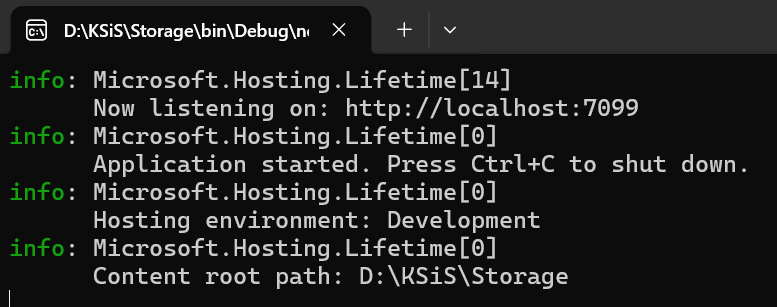 D:\KSiS\Storage\bin\Debug\n
info: Microsoft.Hosting.Lifetime[14]
Now listening on: http://localhost:7099
info: Microsoft.Hosting.Lifetime[0]
Application started. Press Ctrl+C to shut down.
info: Microsoft.Hosting.Lifetime[0]
Hosting environment: Development
info: Microsoft.Hosting.Lifetime[0]
Content root path: D:\KSiS\Storage